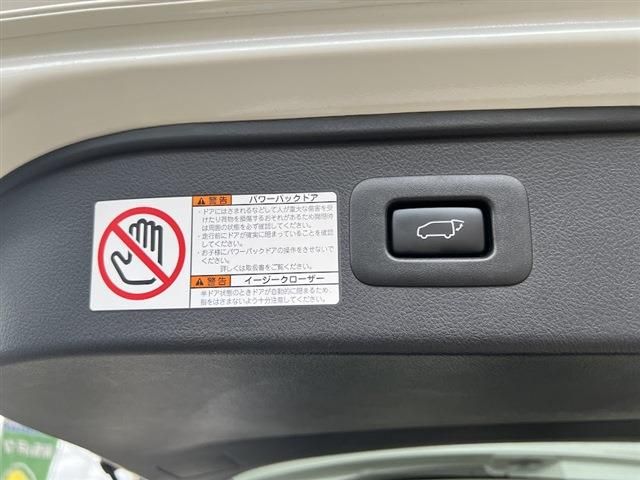 警告 パワーバックドア
・ドアにはさまれるなどして人が重大な傷害を受
けたり荷物を損傷するおそれがあるため開閉時
は周囲の状態を必ず確認してください。
・走行前にドアが確実に閉まっていることを確認
してください。
・お子様にパワーバックドアの操作をさせないで
ください。
詳しくは取扱書をご覧ください。
警告 イージークローザー
半ドア状態のときドアが自動的に閉まるため、
指をはさまないよう十分注意してください。